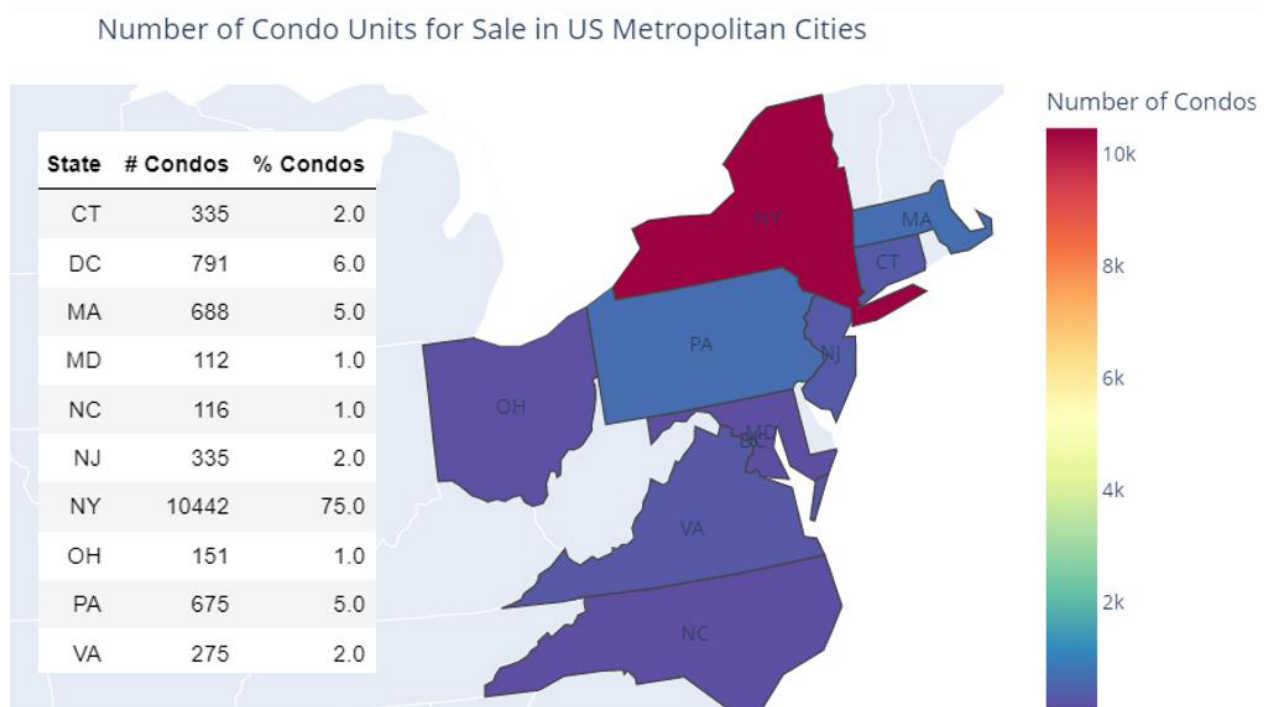 Number of Condo Units for Sale in US Metropolitan Cities
State # Condos % Condos
CT 335 2.0
DC 791 6.0
MA 688 5.0
MD 112 1.0
NC 116 1.0
NJ 335 2.0
NY 10442 75.0
OH 151 1.0
PA 675 5.0
VA 275 2.0
NY
MA
CT
PA
NJ
OH
MD
DC
VA
NC
Number of Condos
10k
8k
6k
4k
2k